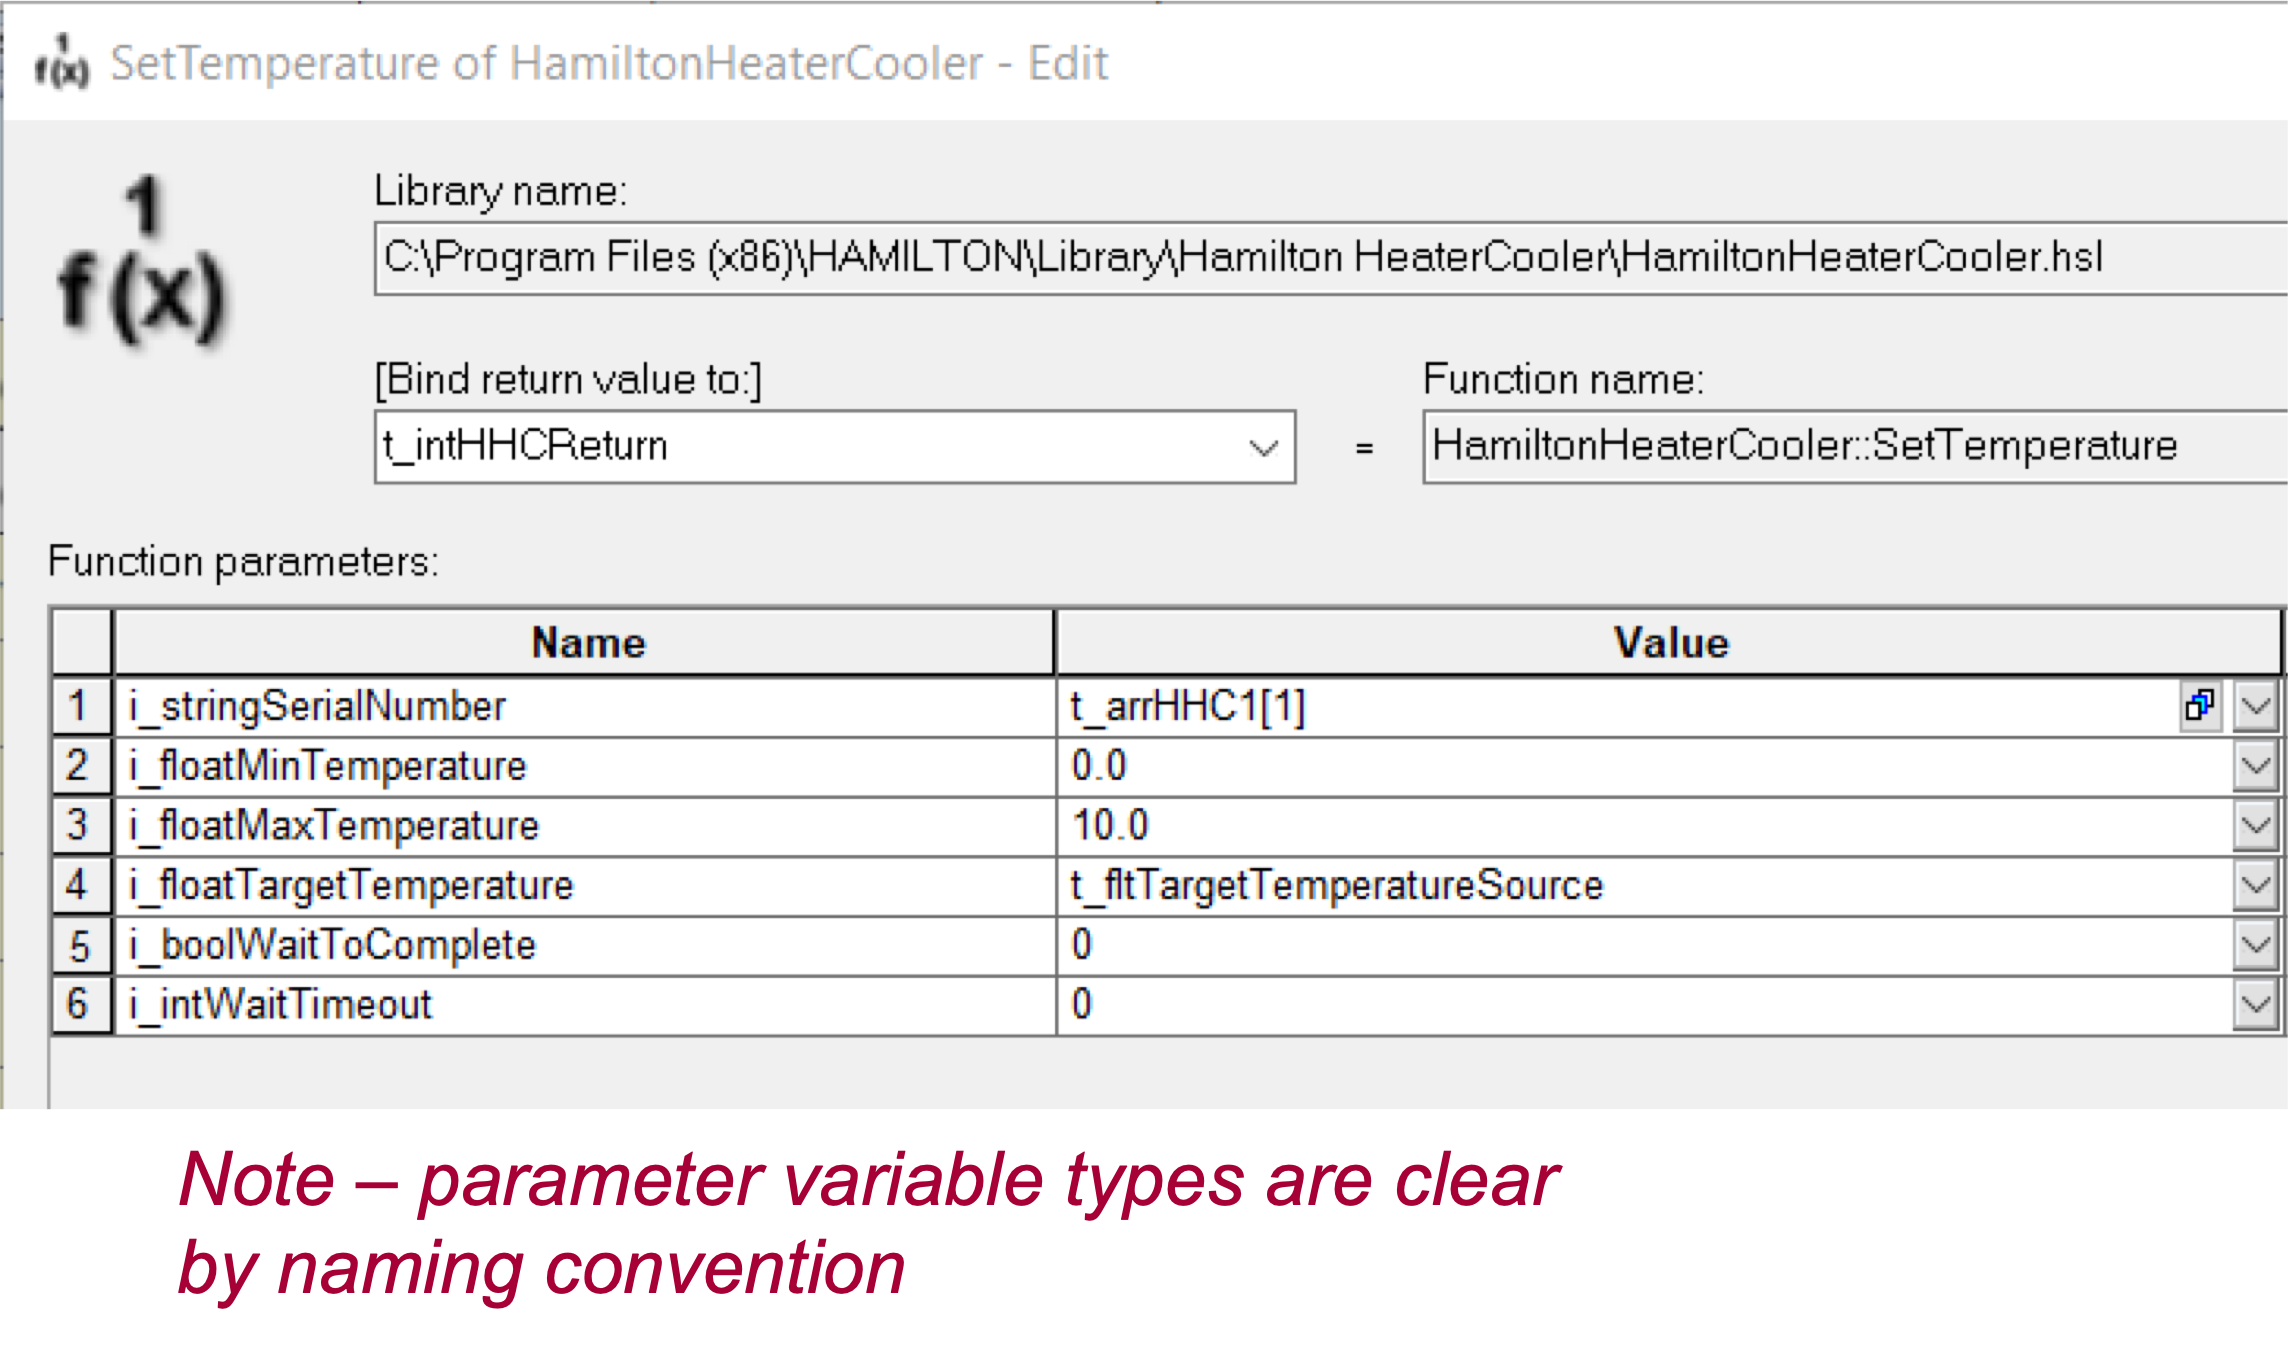 1
f(x) SetTemperature of HamiltonHeaterCooler - Edit
1
f(x)
Library name:
C:\Program Files (x86)\HAMILTON\Library\Hamilton HeaterCooler\HamiltonHeaterCooler.hsl
[Bind return value to:] Function name:
t_intHHCReturn = HamiltonHeaterCooler::SetTemperature
Function parameters:
Name Value
1 i_stringSerialNumber t_arrHHC1[1]
2 i_floatMinTemperature 0.0
3 i_floatMaxTemperature 10.0
4 i_floatTargetTemperature t_fltTargetTemperatureSource
5 i_boolWaitToComplete 0
6 i_intWaitTimeout 0
Note – parameter variable types are clear
by naming convention